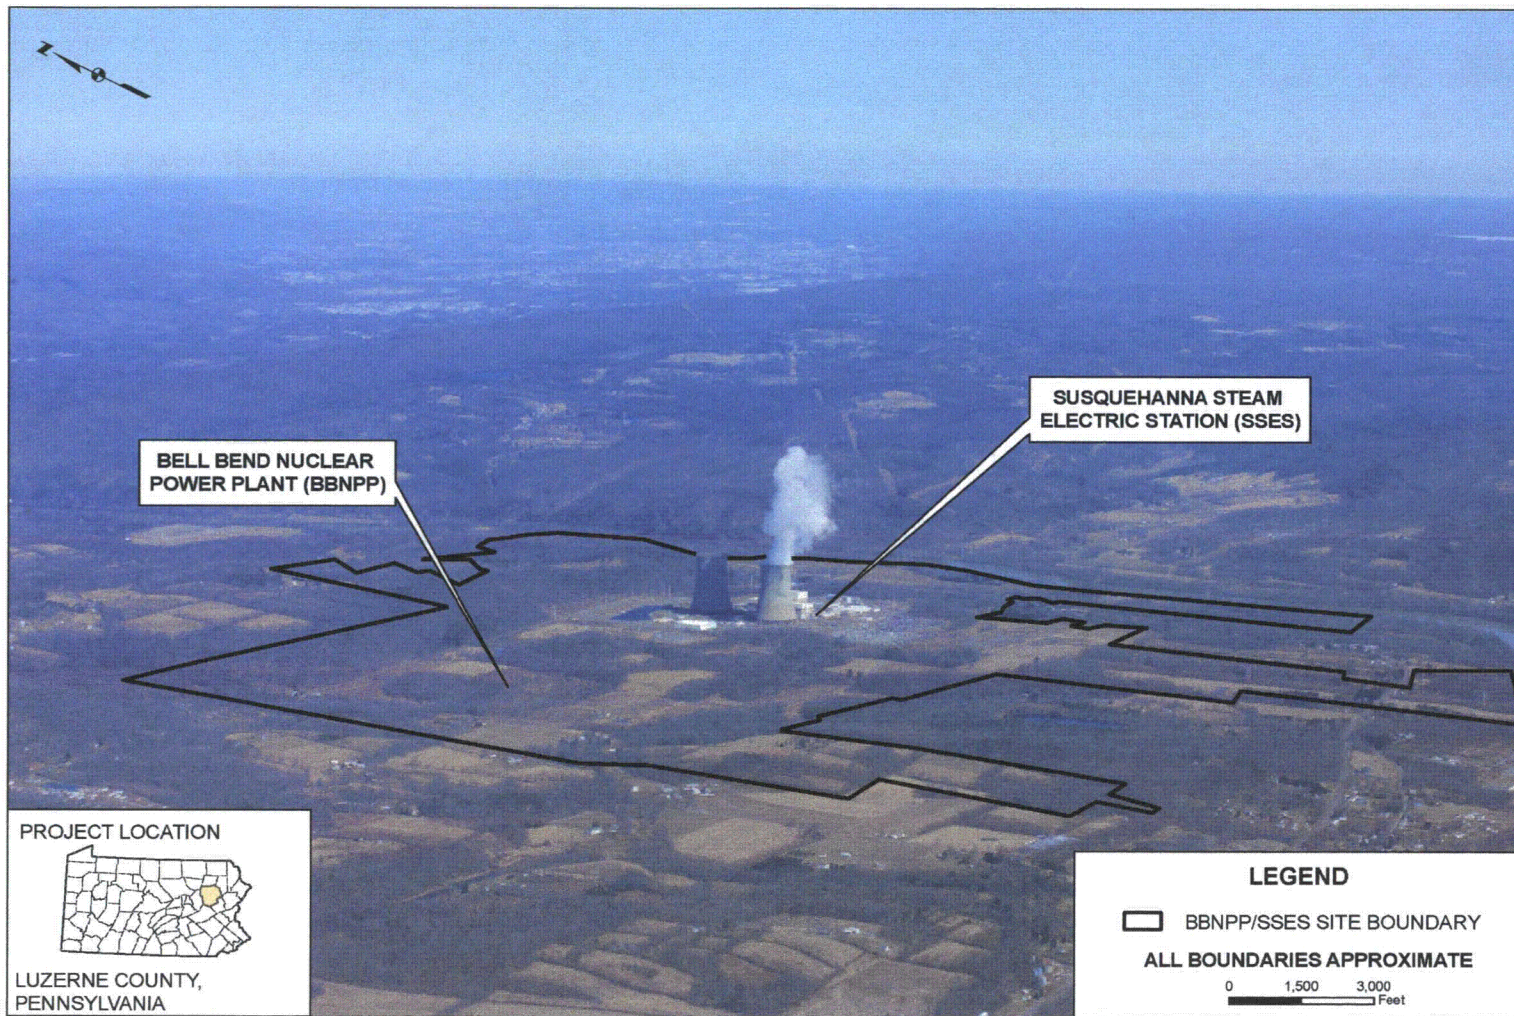 N
SUSQUEHANNA STEAM
ELECTRIC STATION (SSES)
BELL BEND NUCLEAR
POWER PLANT (BBNPP)
PROJECT LOCATION
LUZERNE COUNTY,
PENNSYLVANIA
LEGEND
BBNPP/SSES SITE BOUNDARY
ALL BOUNDARIES APPROXIMATE
0 1,500 3,000
Feet